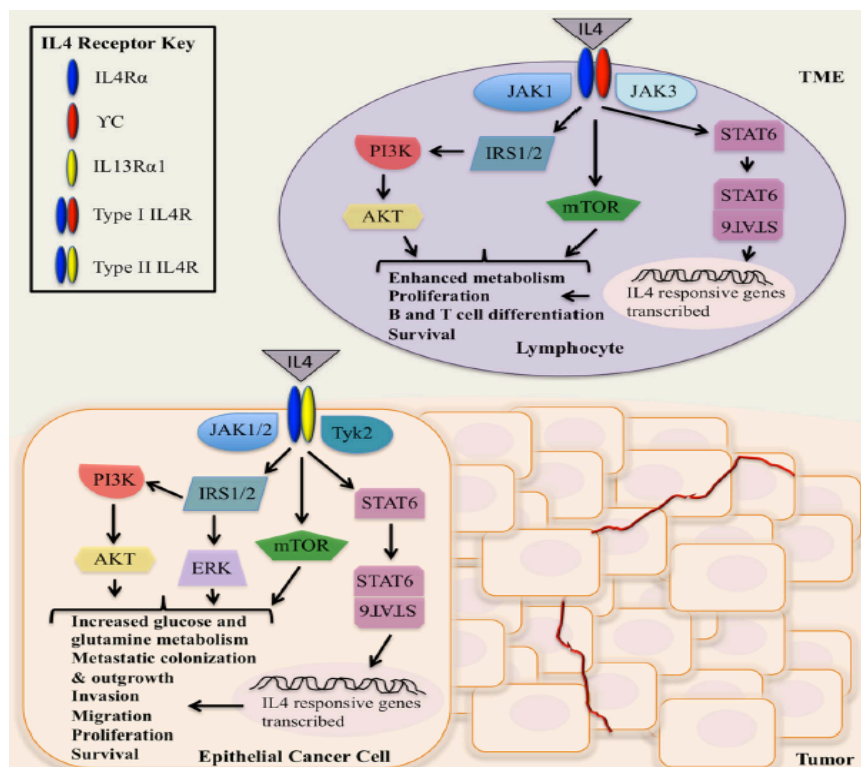 IL4 Receptor Key
IL4Rα
ϒC
IL13Rα1
Type I IL4R
Type II IL4R
IL4
TME
JAK1
JAK3
STAT6
PI3K
IRS1/2
STAT6
STAT6
AKT
mTOR
Enhanced metabolism
Proliferation
B and T cell differentiation
Survival
IL4 responsive genes
transcribed
Lymphocyte
IL4
JAK1/2
Tyk2
PI3K
IRS1/2
STAT6
AKT
ERK
mTOR
STAT6
STAT6
Increased glucose and
glutamine metabolism
Metastatic colonization
& outgrowth
Invasion
Migration
Proliferation
Survival
IL4 responsive genes
transcribed
Epithelial Cancer Cell
Tumor